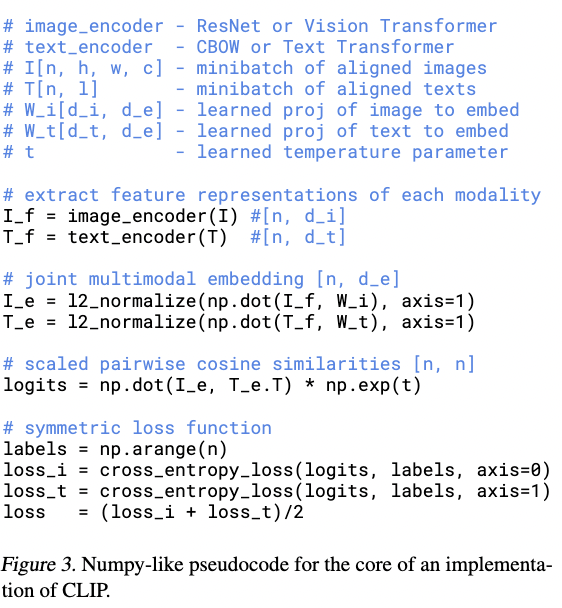 # image_encoder - ResNet or Vision Transformer
# text_encoder  - CBOW or Text Transformer
# I[n, h, w, c] - minibatch of aligned images
# T[n, l]       - minibatch of aligned texts
# W_i[d_i, d_e] - learned proj of image to embed
# W_t[d_t, d_e] - learned proj of text to embed
# t             - learned temperature parameter

# extract feature representations of each modality
I_f = image_encoder(I) #[n, d_i]
T_f = text_encoder(T)  #[n, d_t]

# joint multimodal embedding [n, d_e]
I_e = l2_normalize(np.dot(I_f, W_i), axis=1)
T_e = l2_normalize(np.dot(T_f, W_t), axis=1)

# scaled pairwise cosine similarities [n, n]
logits = np.dot(I_e, T_e.T) * np.exp(t)

# symmetric loss function
labels = np.arange(n)
loss_i = cross_entropy_loss(logits, labels, axis=0)
loss_t = cross_entropy_loss(logits, labels, axis=1)
loss   = (loss_i + loss_t)/2

Figure 3. Numpy-like pseudocode for the core of an implementa-
tion of CLIP.